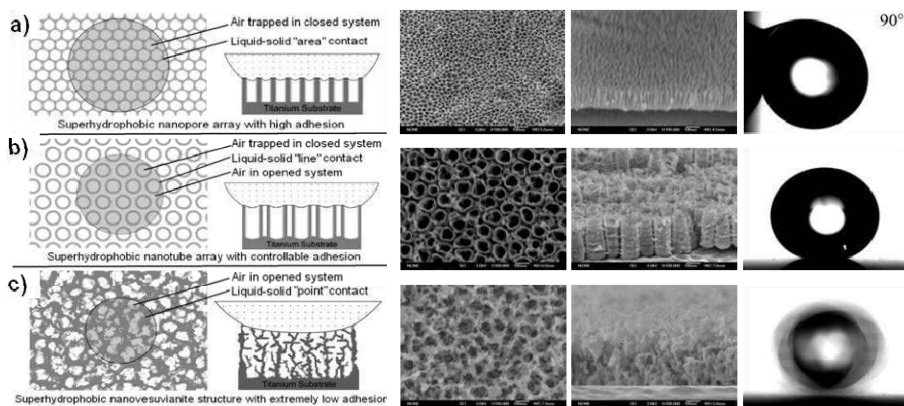 a)
Air trapped in closed system
Liquid-solid "area" contact
Titanium Substrate
Superhydrophobic nanopore array with high adhesion
90°
b)
Air trapped in closed system
Liquid-solid "line" contact
Air in opened system
Titanium Substrate
Superhydrophobic nanotube array with controllable adhesion
c)
Air in opened system
Liquid-solid "point" contact
Titanium Substrate
Superhydrophobic nanovesuvianite structure with extremely low adhesion